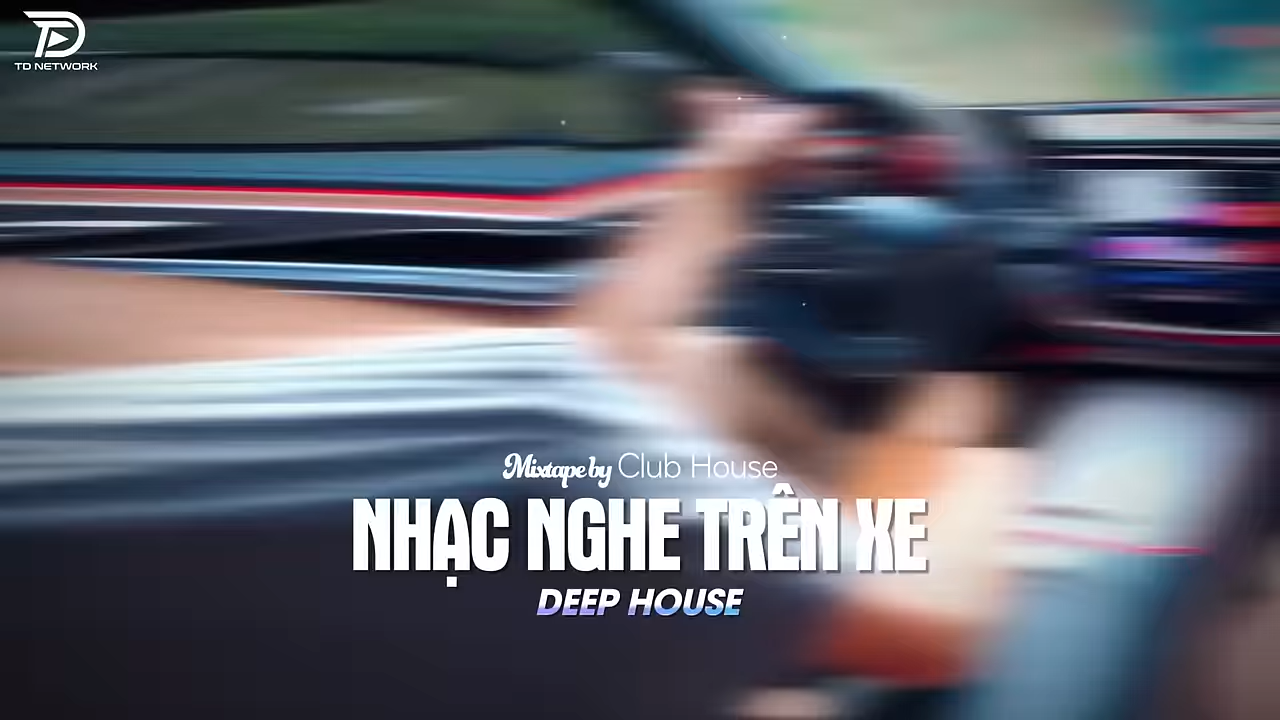 TD NETWORK
Mixtape by Club House
NHẠC NGHE TRÊN XE
DEEP HOUSE